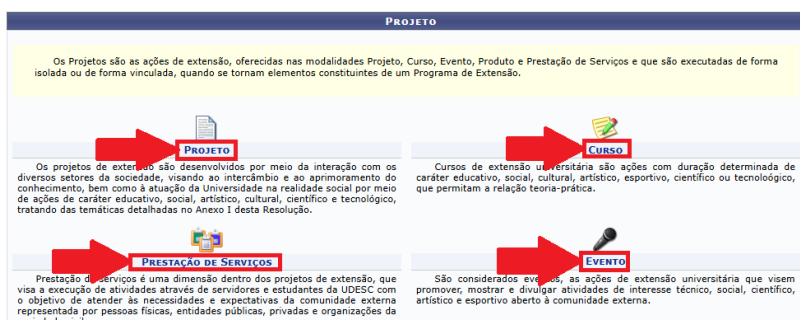 PROJETO
Os Projetos são as ações de extensão, oferecidas nas modalidades Projeto, Curso, Evento, Produto e Prestação de Serviços e que são executadas de forma
isolada ou de forma vinculada, quando se tornam elementos constituintes de um Programa de Extensão.
PROJETO
Os projetos de extensão são desenvolvidos por meio da interação com os
diversos setores da sociedade, visando ao intercâmbio e ao aprimoramento do
conhecimento, bem como à atuação da Universidade na realidade social por meio
de ações de caráter educativo, social, artístico, cultural, científico e tecnológico,
tratando das temáticas detalhadas no Anexo I desta Resolução.
CURSO
Cursos de extensão universitária são ações com duração determinada de
caráter educativo, social, cultural, artístico, esportivo, científico ou tecnoloógico,
que permitam a relação teoria-prática.
PRESTAÇÃO DE SERVIÇOS
Prestação de serviços é uma dimensão dentro dos projetos de extensão, que
visa a execução de atividades através de servidores e estudantes da UDESC com
o objetivo de atender às necessidades e expectativas da comunidade externa
representada por pessoas físicas, entidades públicas, privadas e organizações da
EVENTO
São considerados eventos, as ações de extensão universitária que visem
promover, mostrar e divulgar atividades de interesse técnico, social, científico,
artístico e esportivo aberto à comunidade externa.